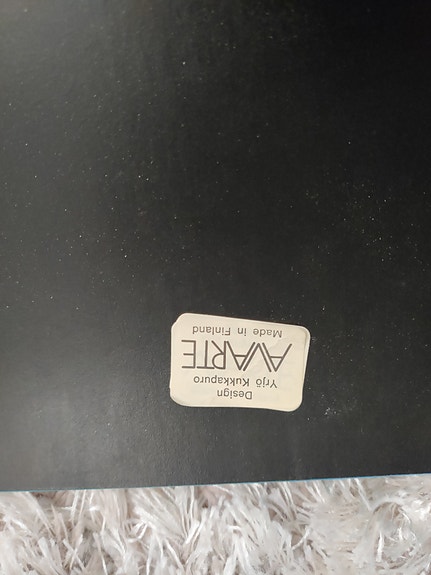 Design
Yrjö Kukkapuro
AVARTE
Made in Finland